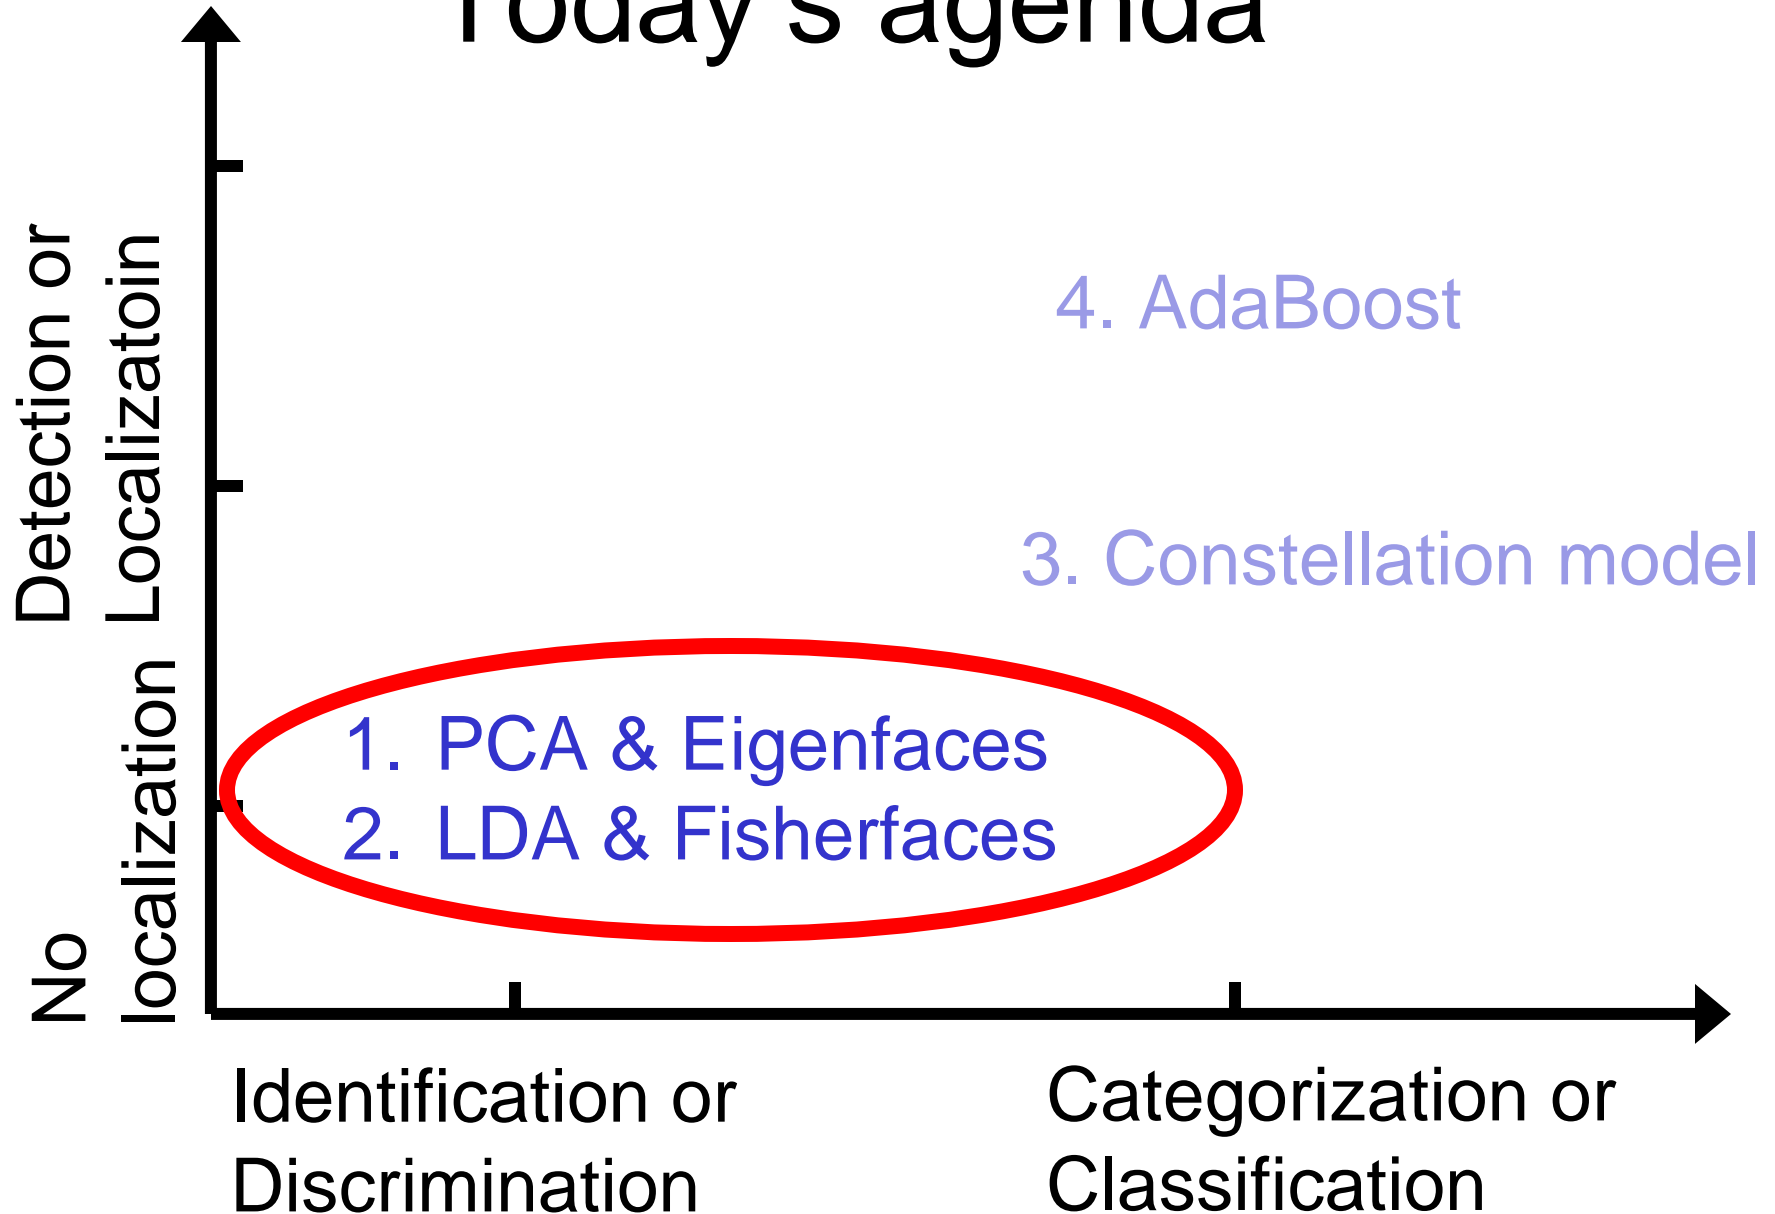 Today's agenda
Detection or
Localizatoin
4. AdaBoost
3. Constellation model
No
localization
1. PCA & Eigenfaces
2. LDA & Fisherfaces
Identification or
Discrimination
Categorization or
Classification